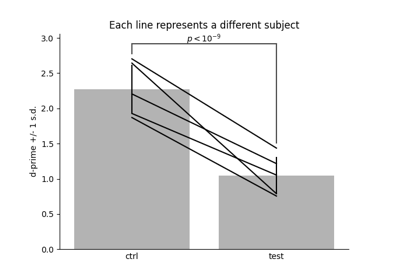 Each line represents a different subject
p < 10⁻⁹
3.0
2.5
2.0
1.5
1.0
0.5
0.0
d-prime +/- 1 s.d.
ctrl
test